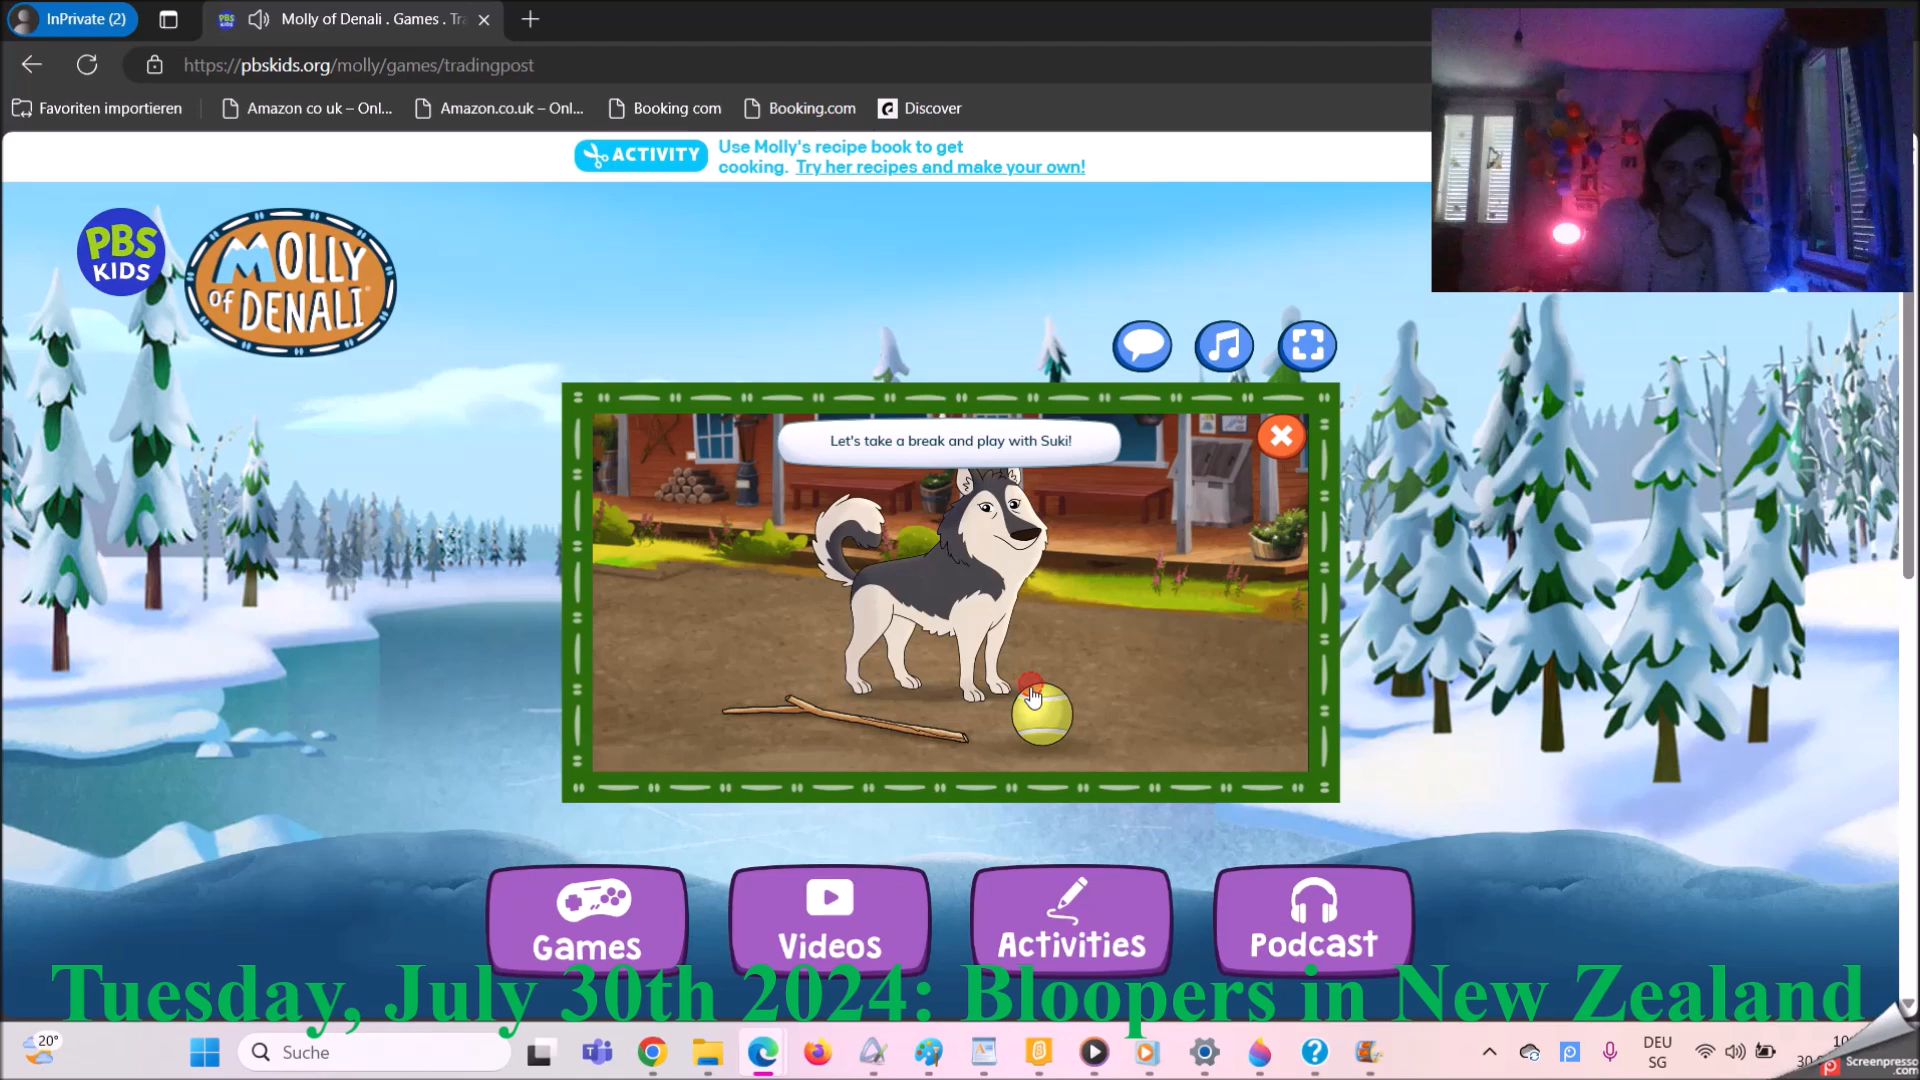 InPrivate (2)
Molly of Denali . Games . Tra
https://pbskids.org/molly/games/tradingpost
Favoriten importieren
Amazon co uk – Onl...
Amazon.co.uk – Onl...
Booking com
Booking.com
Discover
ACTIVITY
Use Molly's recipe book to get
cooking. Try her recipes and make your own!
PBS
KIDS
MOLLY
OF DENALI
Let's take a break and play with Suki!
Games
Videos
Activities
Podcast
Tuesday, July 30th 2024: Bloopers in New Zealand
20°
Suche
DEU
SG
Screenpresso
.com